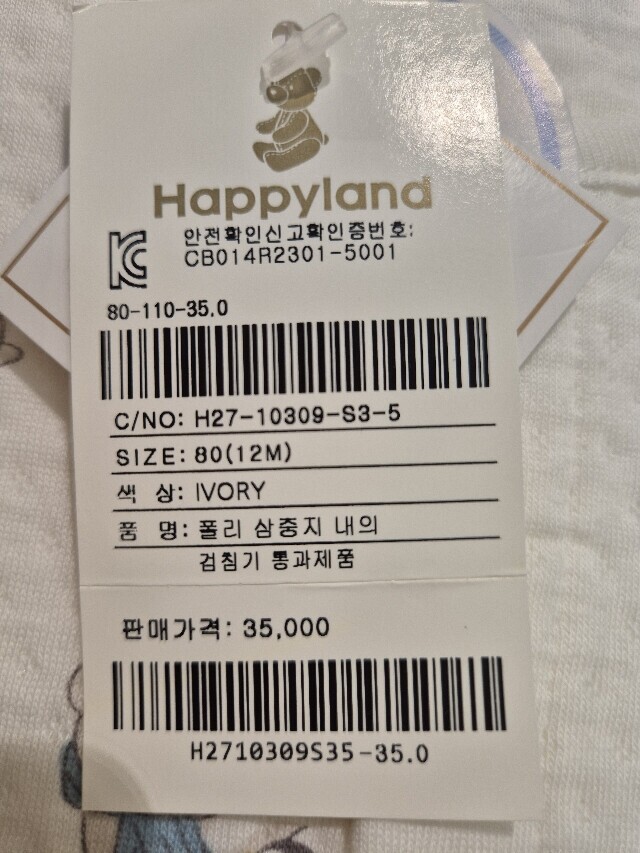 Happyland
안전확인신고확인증번호:
CB014R2301-5001
80-110-35.0
C/NO: H27-10309-S3-5
SIZE: 80(12M)
색 상: IVORY
품 명: 폴리 삼중지 내의
검침기 통과제품
판매가격: 35,000
H2710309S35-35.0